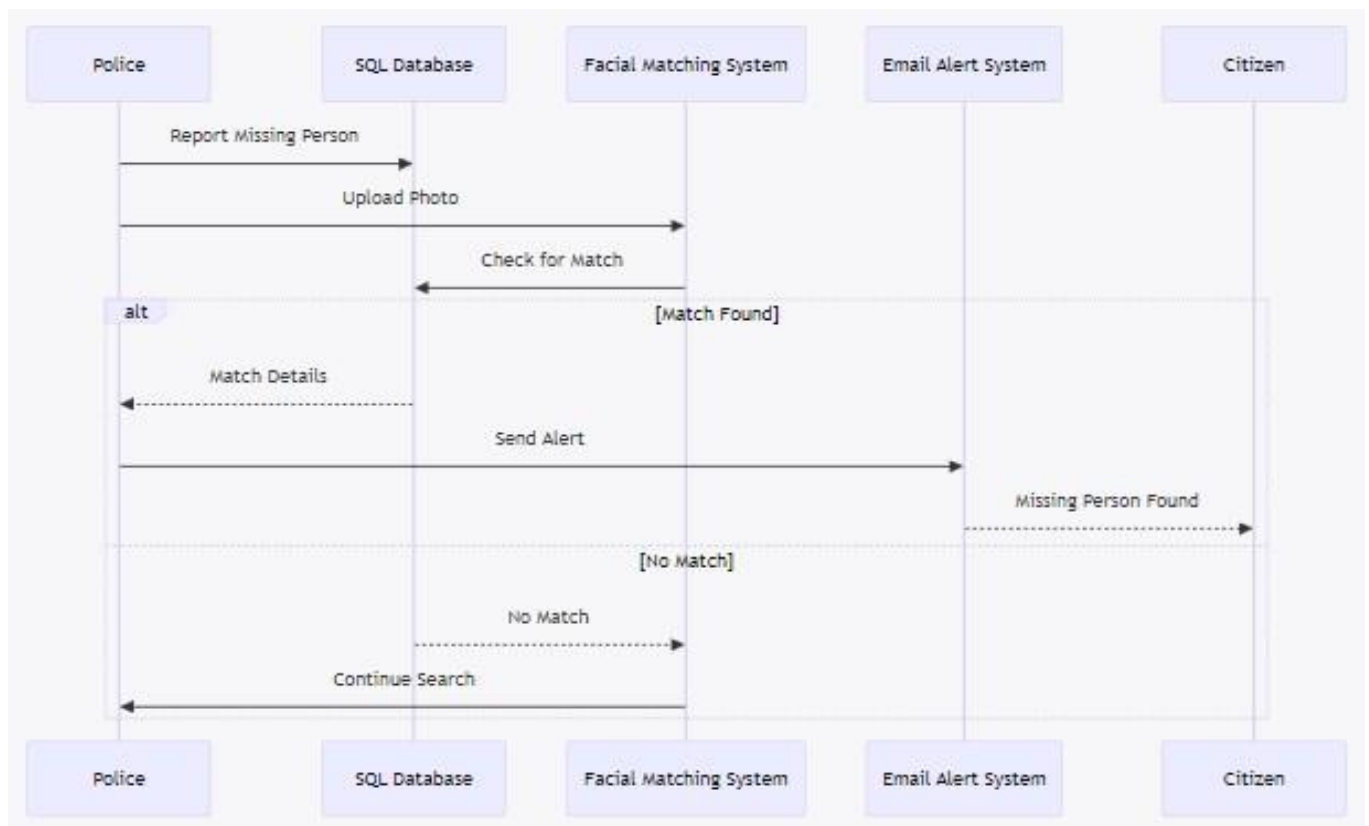 Police SQL Database Facial Matching System Email Alert System Citizen
Report Missing Person
Upload Photo
Check for Match
alt [Match Found]
Match Details
Send Alert
Missing Person Found
[No Match]
No Match
Continue Search
Police SQL Database Facial Matching System Email Alert System Citizen